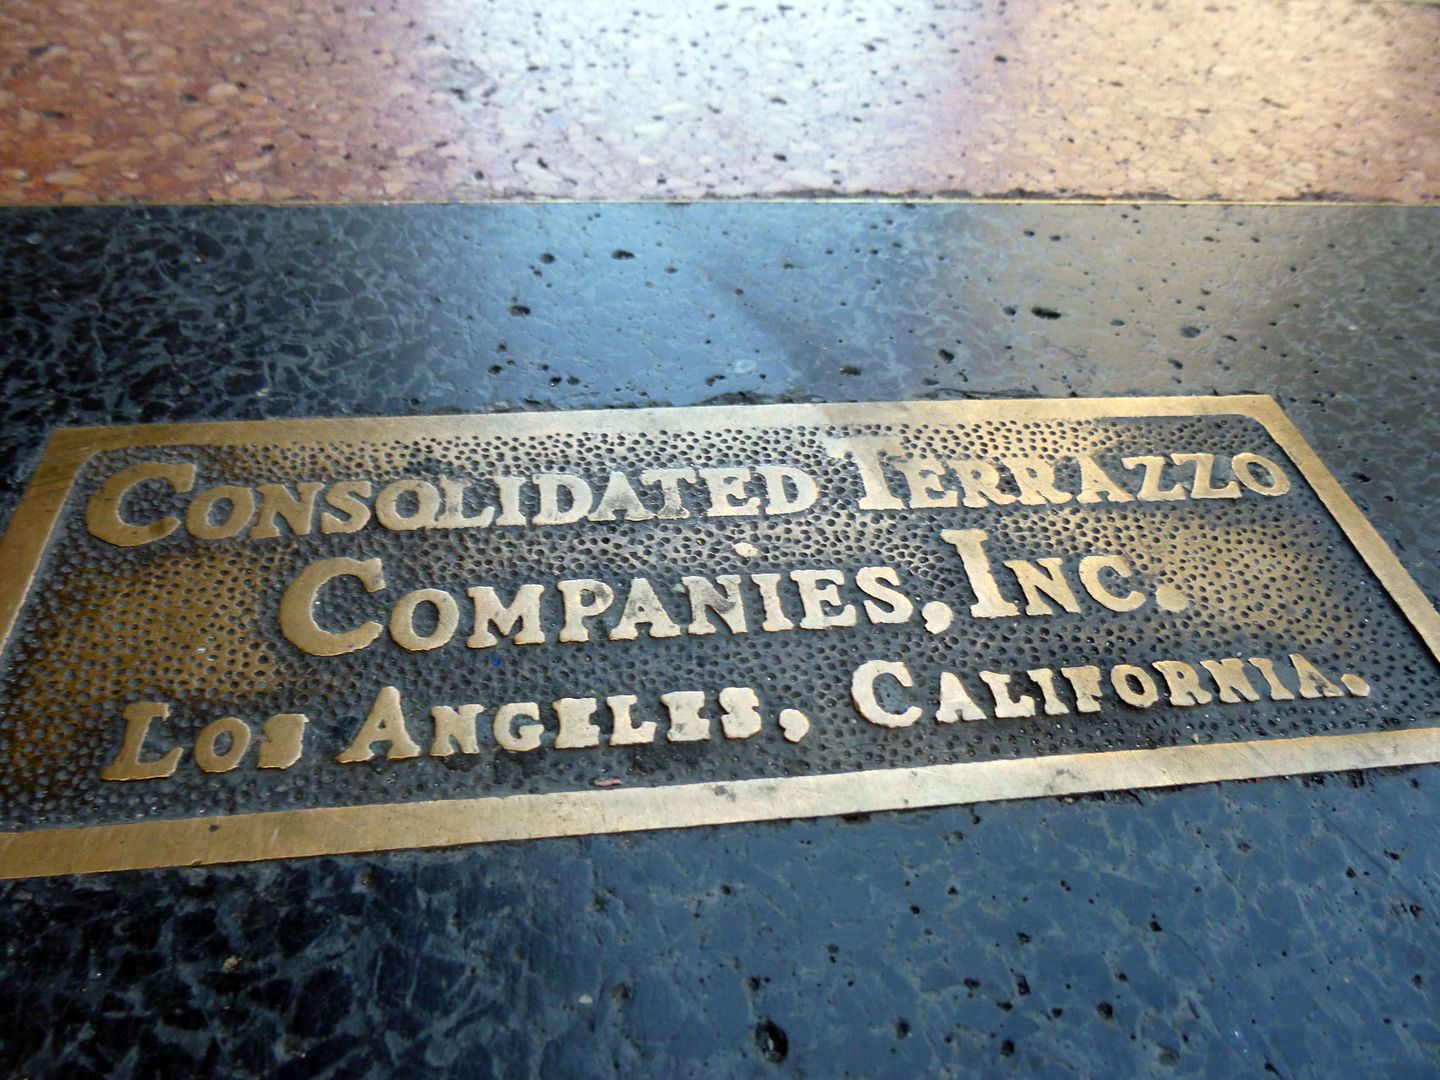 CONSOLIDATED TERRAZZO
COMPANIES, INC.
LOS ANGELES, CALIFORNIA.